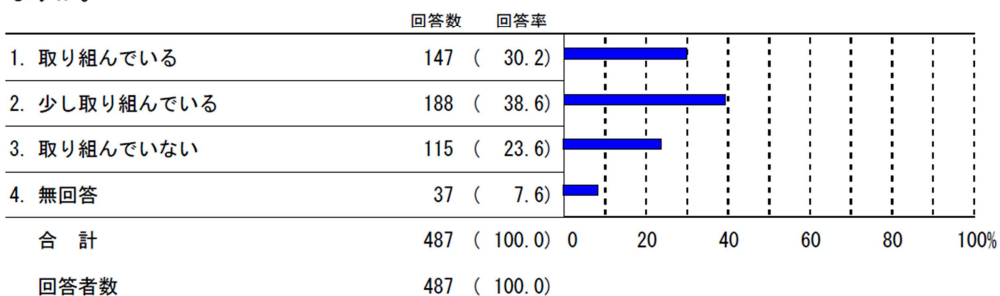 回答数 回答率
1. 取り組んでいる 147 ( 30.2)
2. 少し取り組んでいる 188 ( 38.6)
3. 取り組んでいない 115 ( 23.6)
4. 無回答 37 ( 7.6)
合 計 487 ( 100.0) 0 20 40 60 80 100%
回答者数 487 ( 100.0)